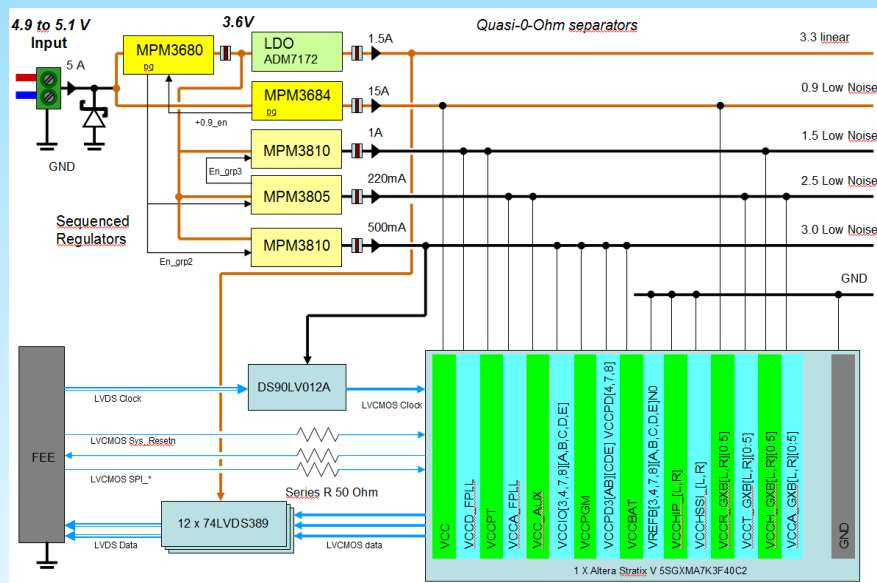 4.9 to 5.1 V
Input
5 A
GND
MPM3680
pg
3.6V
LDO
ADM7172
1.5A
Quasi-0-Ohm separators
3.3 linear
MPM3684
pg
15A
0.9 Low Noise
+0.9_en
MPM3810
1A
1.5 Low Noise
En_grp3
MPM3805
220mA
2.5 Low Noise
Sequenced
Regulators
MPM3810
500mA
3.0 Low Noise
En_grp2
GND
FEE
LVDS Clock
DS90LV012A
LVCMOS Clock
LVCMOS Sys_Resetn
LVCMOS SPI_*
Series R 50 Ohm
12 x 74LVDS389
LVDS Data
LVCMOS data
VCC
VCCD_FPLL
VCCPT
VCCA_FPLL
VCC_AUX
VCCIO[3,4,7,8][A,B,C,D,E]
VCCPGM
VCCPD3[AB][CDE] VCCPD[4,7,8]
VCCBAT
VREFB[3,4,7,8][A,B,C,D,E]N0
VCCHIP_[L,R]
VCCHSSI_[L,R]
VCCR_GXB[L,R][0:5]
VCCT_GXB[L,R][0:5]
VCCH_GXB[L,R][0:5]
VCCA_GXB[L,R][0:5]
GND
1 X Altera Stratix V 5SGXMA7K3F40C2